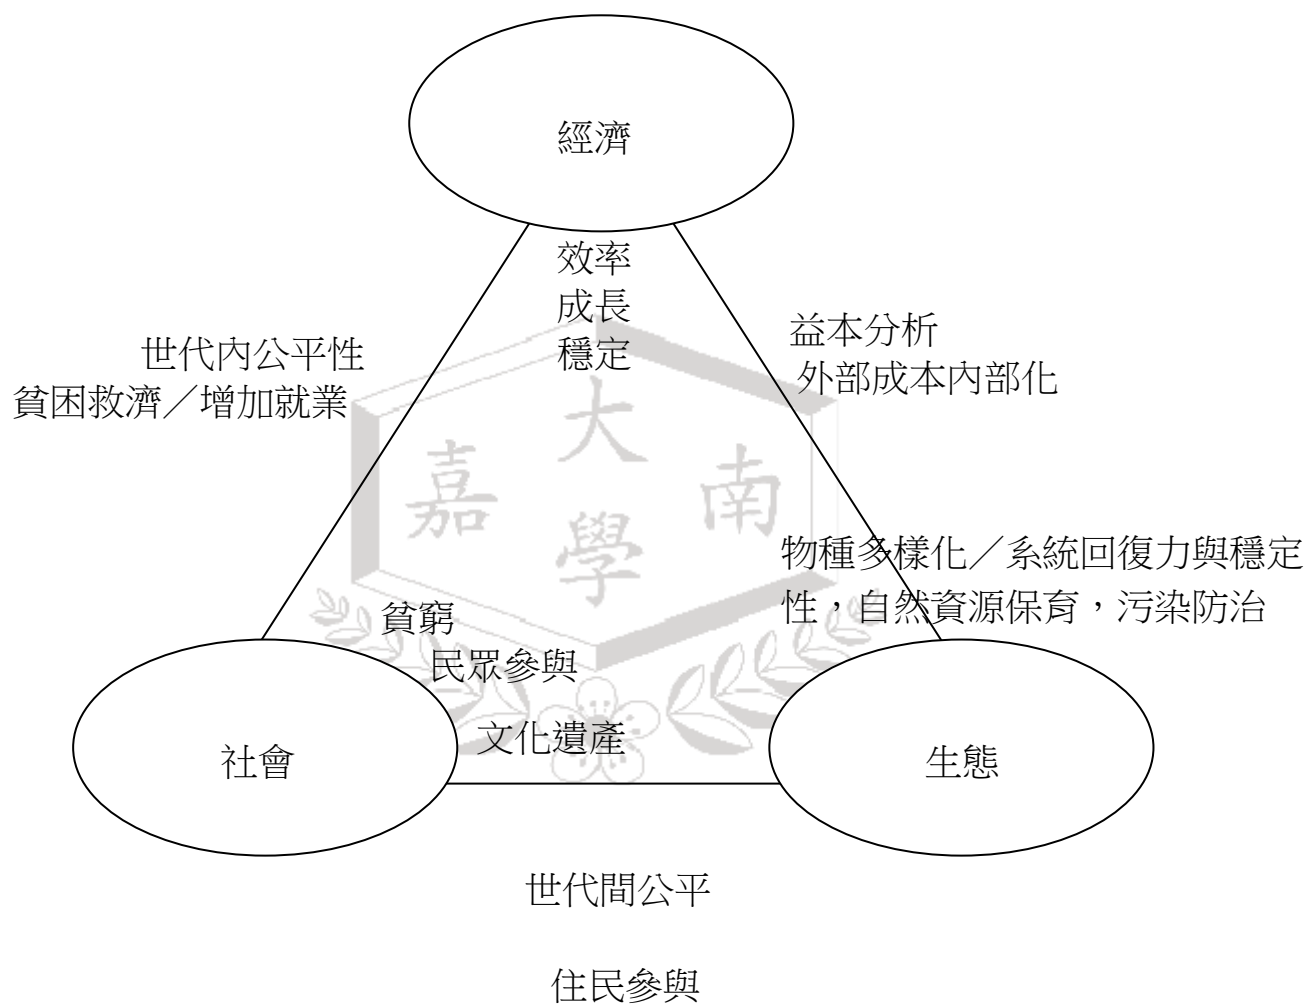 經濟
效率
成長
穩定
益本分析
外部成本內部化
世代內公平性
貧困救濟／增加就業
大
嘉
南
學
物種多樣化／系統回復力與穩定
性，自然資源保育，污染防治
貧窮
民眾參與
文化遺產
社會
生態
世代間公平
住民參與